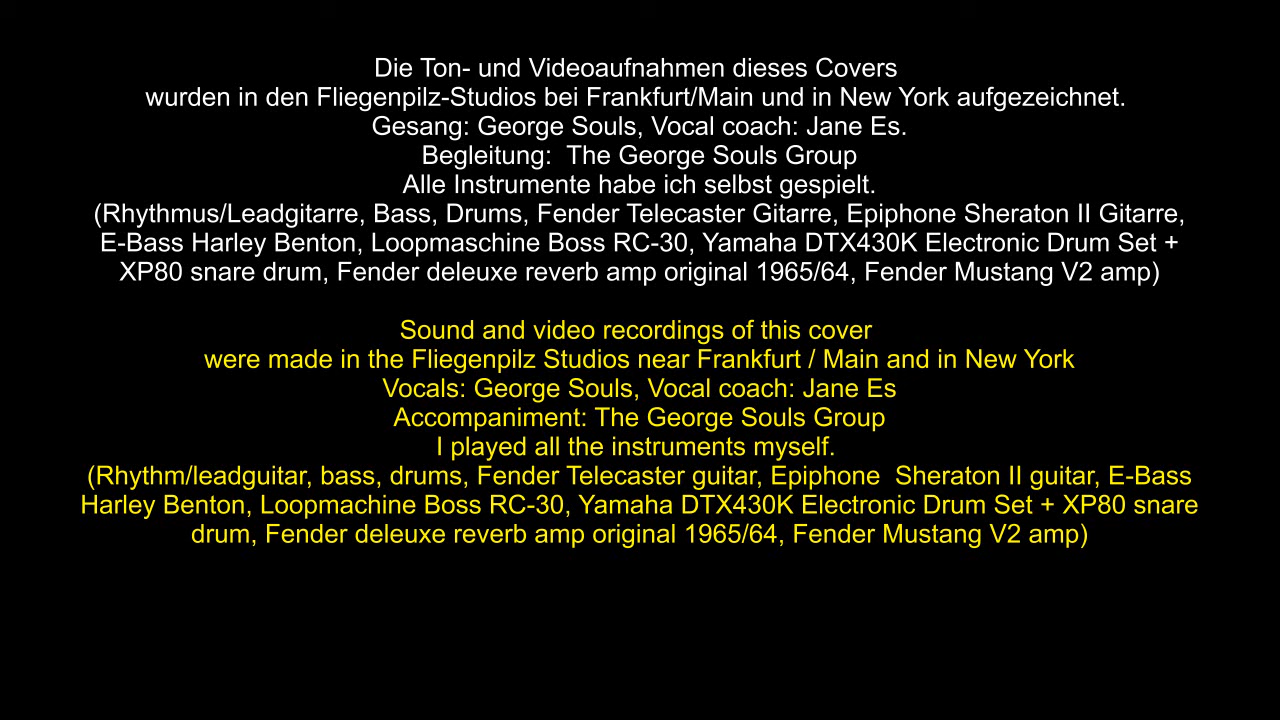 Die Ton- und Videoaufnahmen dieses Covers
wurden in den Fliegenpilz-Studios bei Frankfurt/Main und in New York aufgezeichnet.
Gesang: George Souls, Vocal coach: Jane Es.
Begleitung:  The George Souls Group
Alle Instrumente habe ich selbst gespielt.
(Rhythmus/Leadgitarre, Bass, Drums, Fender Telecaster Gitarre, Epiphone Sheraton II Gitarre,
E-Bass Harley Benton, Loopmaschine Boss RC-30, Yamaha DTX430K Electronic Drum Set +
XP80 snare drum, Fender deleuxe reverb amp original 1965/64, Fender Mustang V2 amp)
Sound and video recordings of this cover
were made in the Fliegenpilz Studios near Frankfurt / Main and in New York
Vocals: George Souls, Vocal coach: Jane Es
Accompaniment: The George Souls Group
I played all the instruments myself.
(Rhythm/leadguitar, bass, drums, Fender Telecaster guitar, Epiphone  Sheraton II guitar, E-Bass
Harley Benton, Loopmachine Boss RC-30, Yamaha DTX430K Electronic Drum Set + XP80 snare
drum, Fender deleuxe reverb amp original 1965/64, Fender Mustang V2 amp)